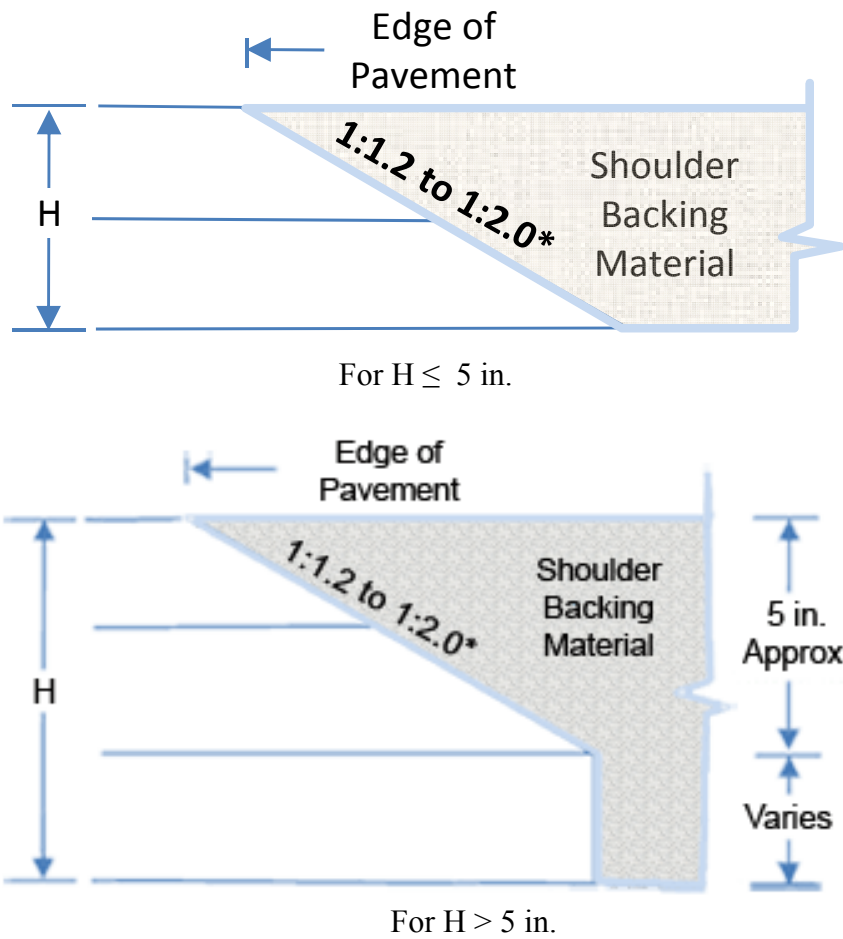 Edge of
Pavement
1:1.2 to 1:2.0*
Shoulder
Backing
Material
H
For H ≤ 5 in.
Edge of
Pavement
1:1.2 to 1:2.0*
Shoulder
Backing
Material
5 in.
Approx
H
Varies
For H > 5 in.